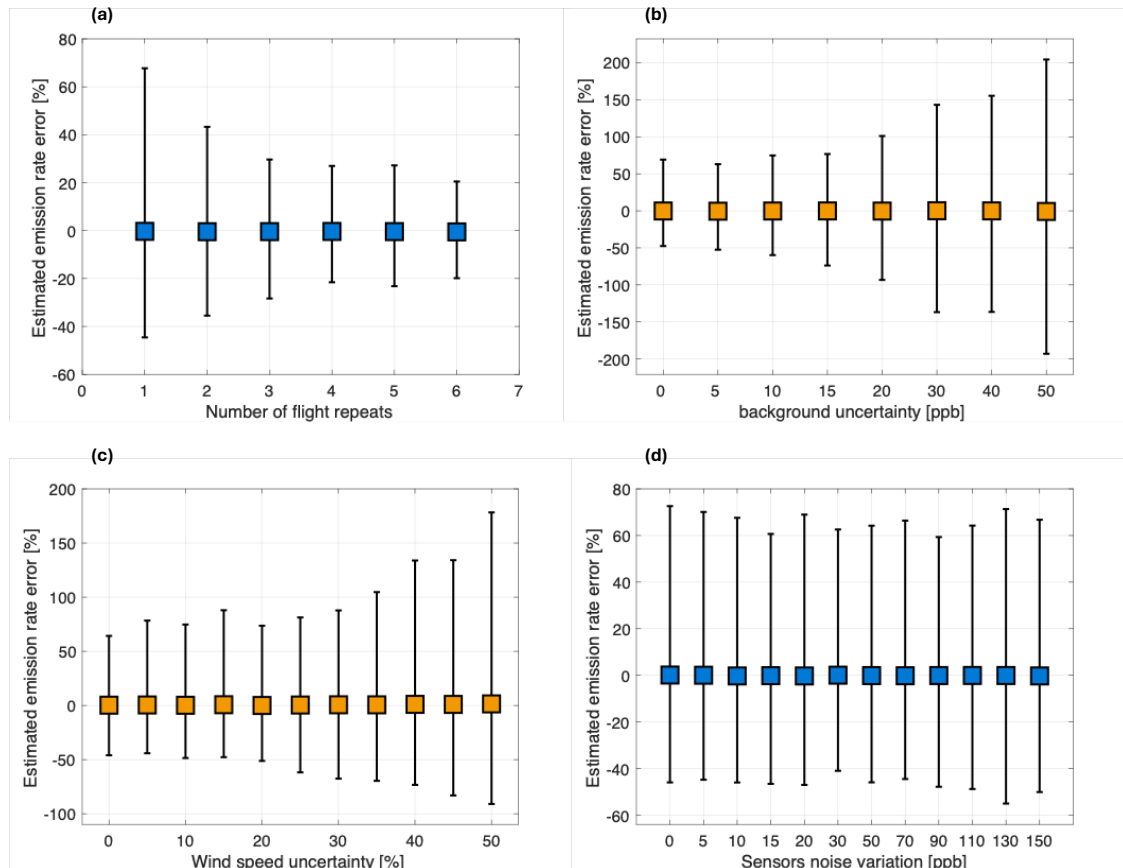 (a)
80
60
40
20
0
-20
-40
-60
0 1 2 3 4 5 6 7
Estimated emission rate error [%]
Number of flight repeats
(b)
200
150
100
50
0
-50
-100
-150
-200
0 5 10 15 20 30 40 50
Estimated emission rate error [%]
background uncertainty [ppb]
(c)
200
150
100
50
0
-50
-100
0 10 20 30 40 50
Estimated emission rate error [%]
Wind speed uncertainty [%]
(d)
80
60
40
20
0
-20
-40
-60
0 5 10 15 20 30 50 70 90 110 130 150
Estimated emission rate error [%]
Sensors noise variation [ppb]